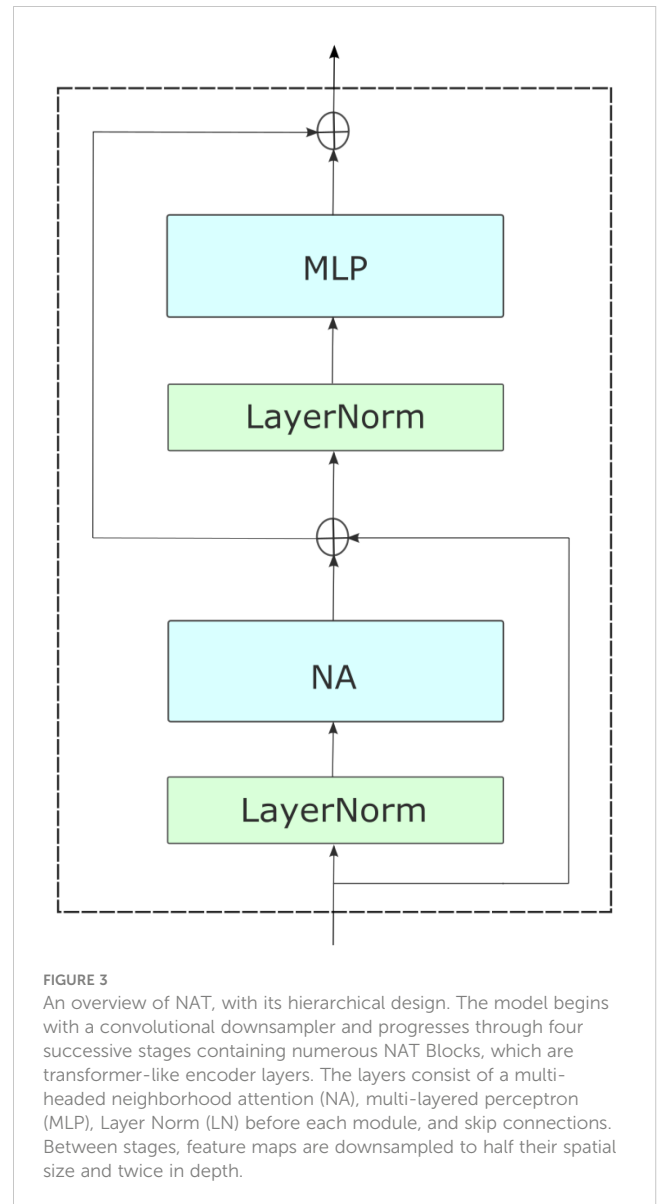 MLP
LayerNorm
NA
LayerNorm
FIGURE 3
An overview of NAT, with its hierarchical design. The model begins
with a convolutional downsampler and progresses through four
successive stages containing numerous NAT Blocks, which are
transformer-like encoder layers. The layers consist of a multi-
headed neighborhood attention (NA), multi-layered perceptron
(MLP), Layer Norm (LN) before each module, and skip connections.
Between stages, feature maps are downsampled to half their spatial
size and twice in depth.